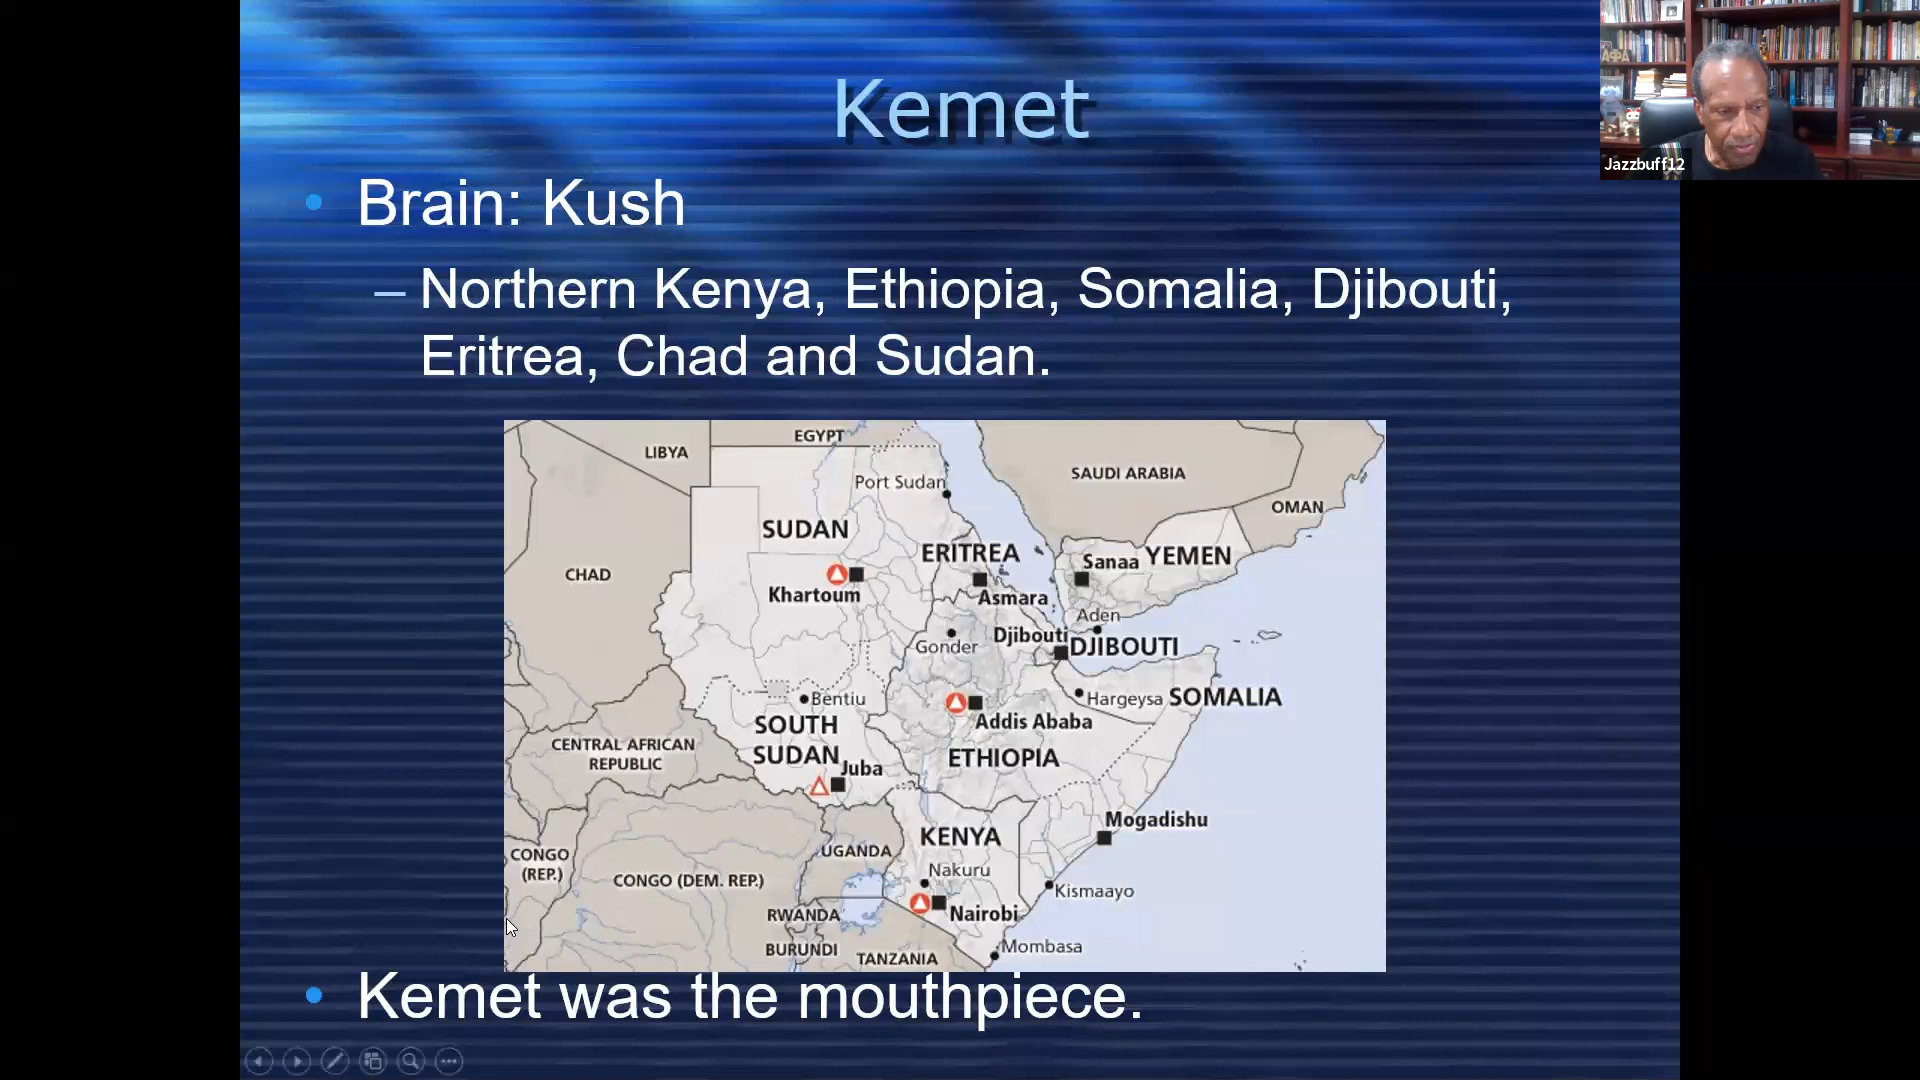 Kemet
• Brain: Kush
– Northern Kenya, Ethiopia, Somalia, Djibouti,
Eritrea, Chad and Sudan.
EGYPT
LIBYA
SAUDI ARABIA
Port Sudan
OMAN
SUDAN
ERITREA
Sanaa YEMEN
CHAD
Khartoum
Asmara
Aden
Djibouti
DJIBOUTI
Gonder
Bentiu
Hargeysa
SOMALIA
SOUTH
SUDAN
Addis Ababa
CENTRAL AFRICAN
REPUBLIC
ETHIOPIA
Juba
Mogadishu
KENYA
UGANDA
CONGO
(REP.)
CONGO (DEM. REP.)
Nakuru
Kismaayo
RWANDA
Nairobi
BURUNDI
TANZANIA
Mombasa
• Kemet was the mouthpiece.
ΑΦΑ
Jazzbuff12